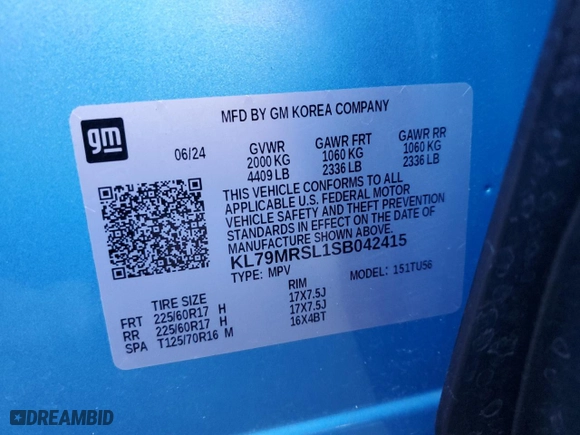 MFD BY GM KOREA COMPANY
gm
06/24 GVWR GAWR FRT GAWR RR
2000 KG 1060 KG 1060 KG
4409 LB 2336 LB 2336 LB
THIS VEHICLE CONFORMS TO ALL
APPLICABLE U.S. FEDERAL MOTOR
VEHICLE SAFETY AND THEFT PREVENTION
STANDARDS IN EFFECT ON THE DATE OF
MANUFACTURE SHOWN ABOVE.
KL79MRSL1SB042415
TYPE: MPV MODEL: 151TU56
TIRE SIZE RIM
FRT 225/60R17 H 17X7.5J
RR 225/60R17 H 17X7.5J
SPA T125/70R16 M 16X4BT
DREAMBID